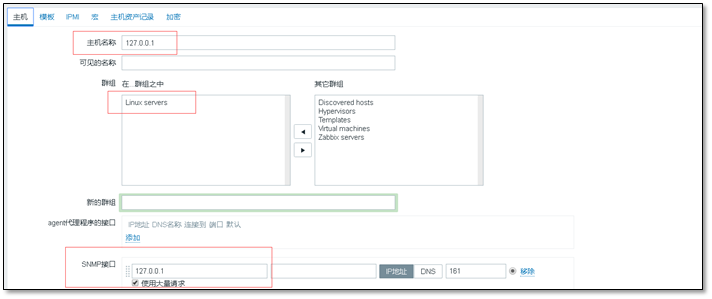 主机 模板 IPMI 宏 主机资产记录 加密
主机名称 127.0.0.1
可见的名称
群组 在 群组之中 其它群组
Linux servers
Discovered hosts
Hypervisors
Templates
Virtual machines
Zabbix servers
新的群组
agent代理程序的接口 IP地址 DNS名称 连接到 端口 默认
添加
SNMP接口 127.0.0.1 IP地址 DNS 161 移除
使用大量请求